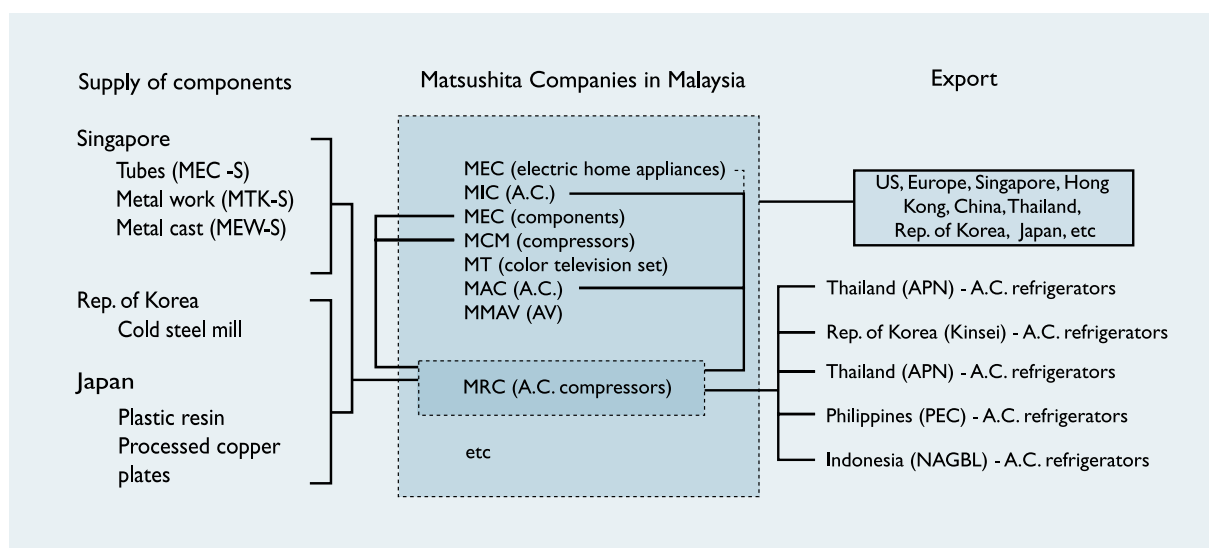 Supply of components
Singapore
Tubes (MEC -S)
Metal work (MTK-S)
Metal cast (MEW-S)
Rep. of Korea
Cold steel mill
Japan
Plastic resin
Processed copper
plates
Matsushita Companies in Malaysia
MEC (electric home appliances)
MIC (A.C.)
MEC (components)
MCM (compressors)
MT (color television set)
MAC (A.C.)
MMAV (AV)
MRC (A.C. compressors)
etc
Export
US, Europe, Singapore, Hong
Kong, China, Thailand,
Rep. of Korea, Japan, etc
Thailand (APN) - A.C. refrigerators
Rep. of Korea (Kinsei) - A.C. refrigerators
Thailand (APN) - A.C. refrigerators
Philippines (PEC) - A.C. refrigerators
Indonesia (NAGBL) - A.C. refrigerators